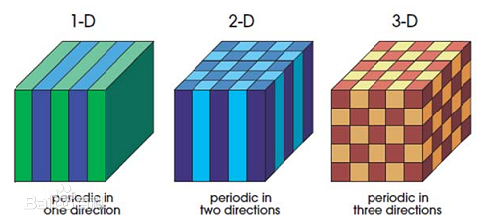 1-D
2-D
3-D
periodic in
one direction
periodic in
two directions
periodic in
three directions